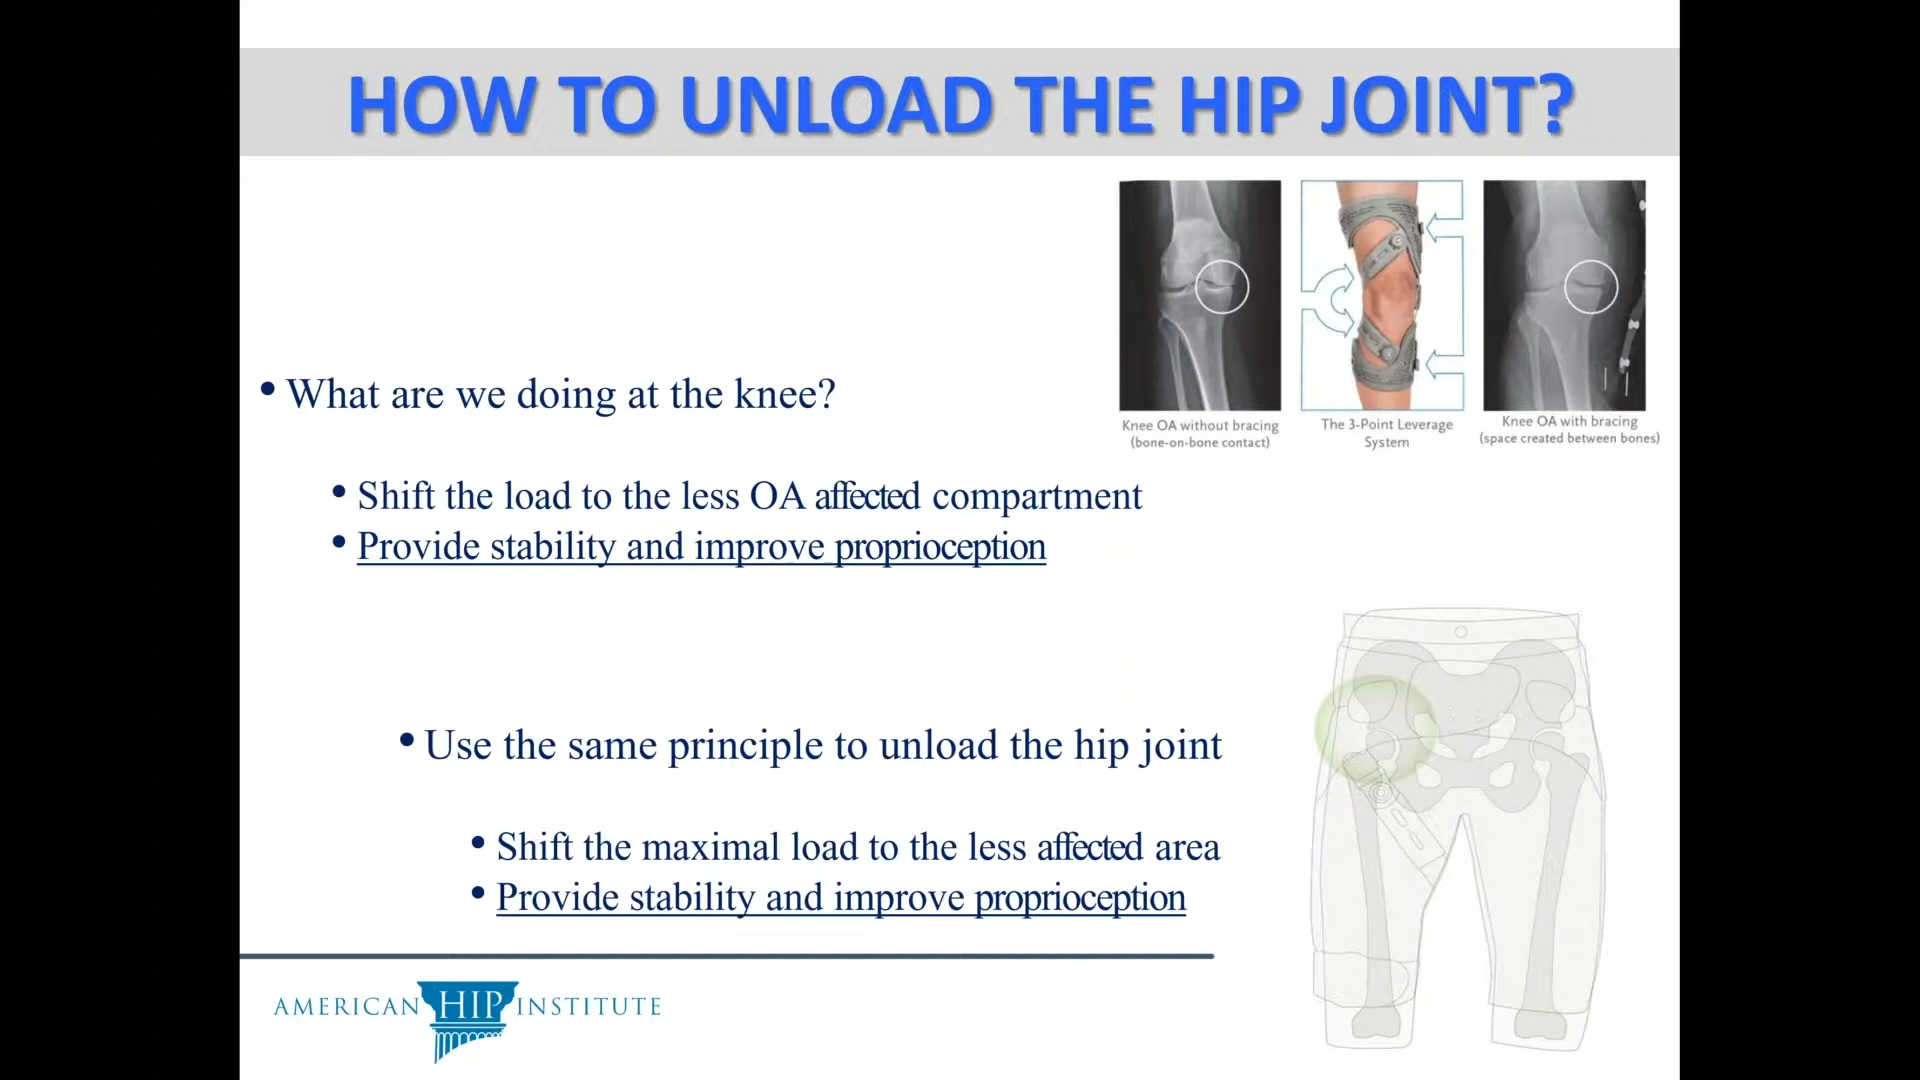 HOW TO UNLOAD THE HIP JOINT?
Knee OA without bracing
(bone-on-bone contact)
The 3-Point Leverage
System
Knee OA with bracing
(space created between bones)
• What are we doing at the knee?
• Shift the load to the less OA affected compartment
• Provide stability and improve proprioception
• Use the same principle to unload the hip joint
• Shift the maximal load to the less affected area
• Provide stability and improve proprioception
AMERICAN HIP INSTITUTE